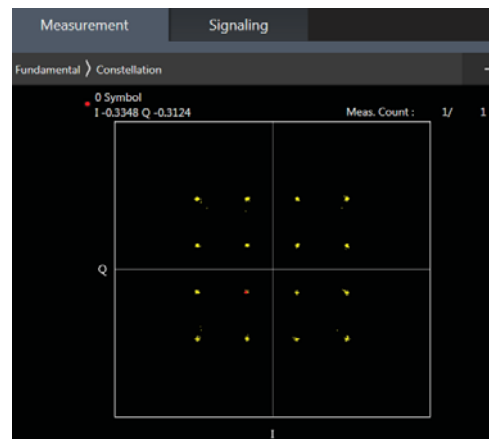 Measurement Signaling
Fundamental 〉 Constellation
0 Symbol
I -0.3348 Q -0.3124 Meas. Count : 1/ 1
Q
I